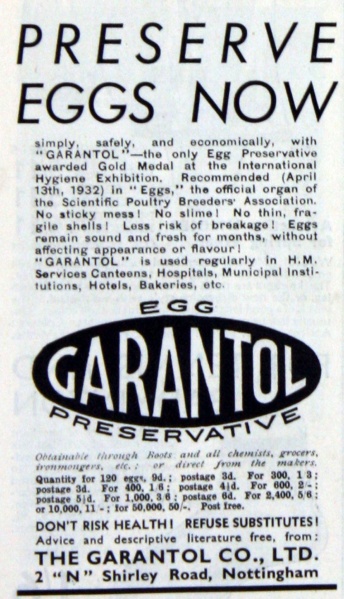 PRESERVE
EGGS NOW
simply, safely, and economically, with
"GARANTOL"—the only Egg Preservative
awarded Gold Medal at the International
Hygiene Exhibition. Recommended (April
13th, 1932) in "Eggs," the official organ of
the Scientific Poultry Breeders' Association.
No sticky mess! No slime! No thin, fra-
gile shells! Less risk of breakage! Eggs
remain sound and fresh for months, without
affecting appearance or flavour!
"GARANTOL" is used regularly in H.M.
Services Canteens, Hospitals, Municipal Insti-
tutions, Hotels, Bakeries, etc.
EGG
GARANTOL
PRESERVATIVE
Obtainable through Boots and all chemists, grocers,
ironmongers, etc.; or direct from the makers.
Quantity for 120 eggs, 9d.; postage 3d. For 300, 1/3;
postage 3d. For 400, 1/6; postage 4½d. For 600, 2/-;
postage 5½d. For 1,000, 3/6; postage 6d. For 2,400, 5/6;
or 10,000, 11/-; for 50,000, 50/-. Post free.
DON'T RISK HEALTH! REFUSE SUBSTITUTES!
Advice and descriptive literature free, from:
THE GARANTOL CO., LTD.
2 "N" Shirley Road, Nottingham